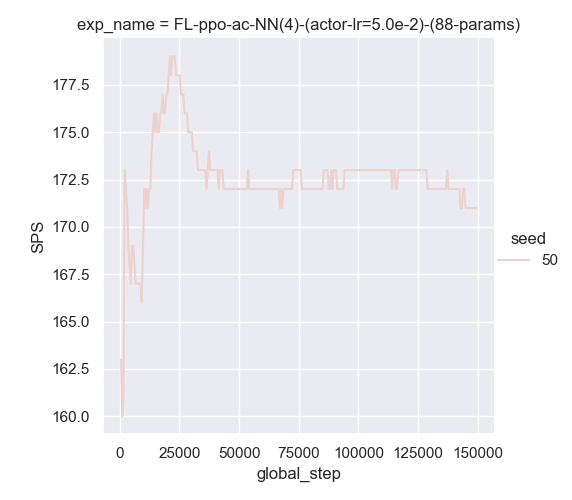 exp_name = FL-ppo-ac-NN(4)-(actor-lr=5.0e-2)-(88-params)
177.5
175.0
172.5
170.0
167.5
165.0
162.5
160.0
SPS
0 25000 50000 75000 100000 125000 150000
global_step
seed
50